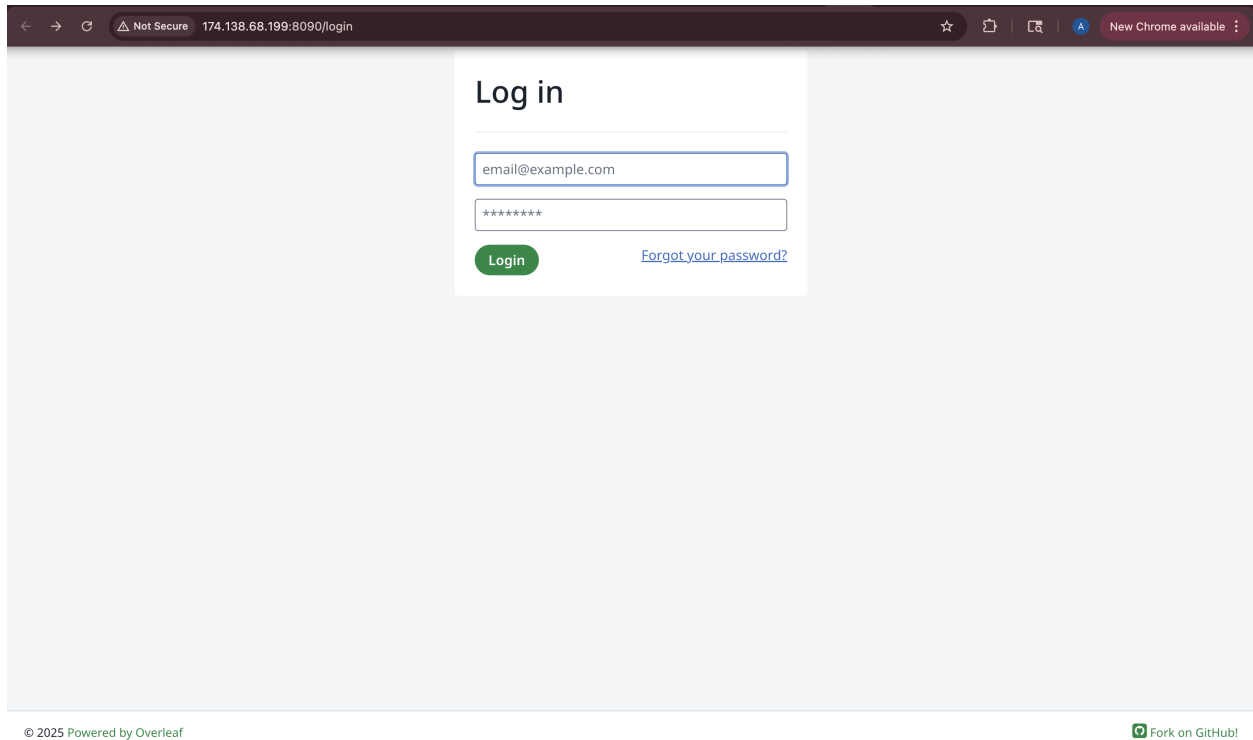 Not Secure 174.138.68.199:8090/login A New Chrome available
Log in
email@example.com
********
Login Forgot your password?
© 2025 Powered by Overleaf Fork on GitHub!